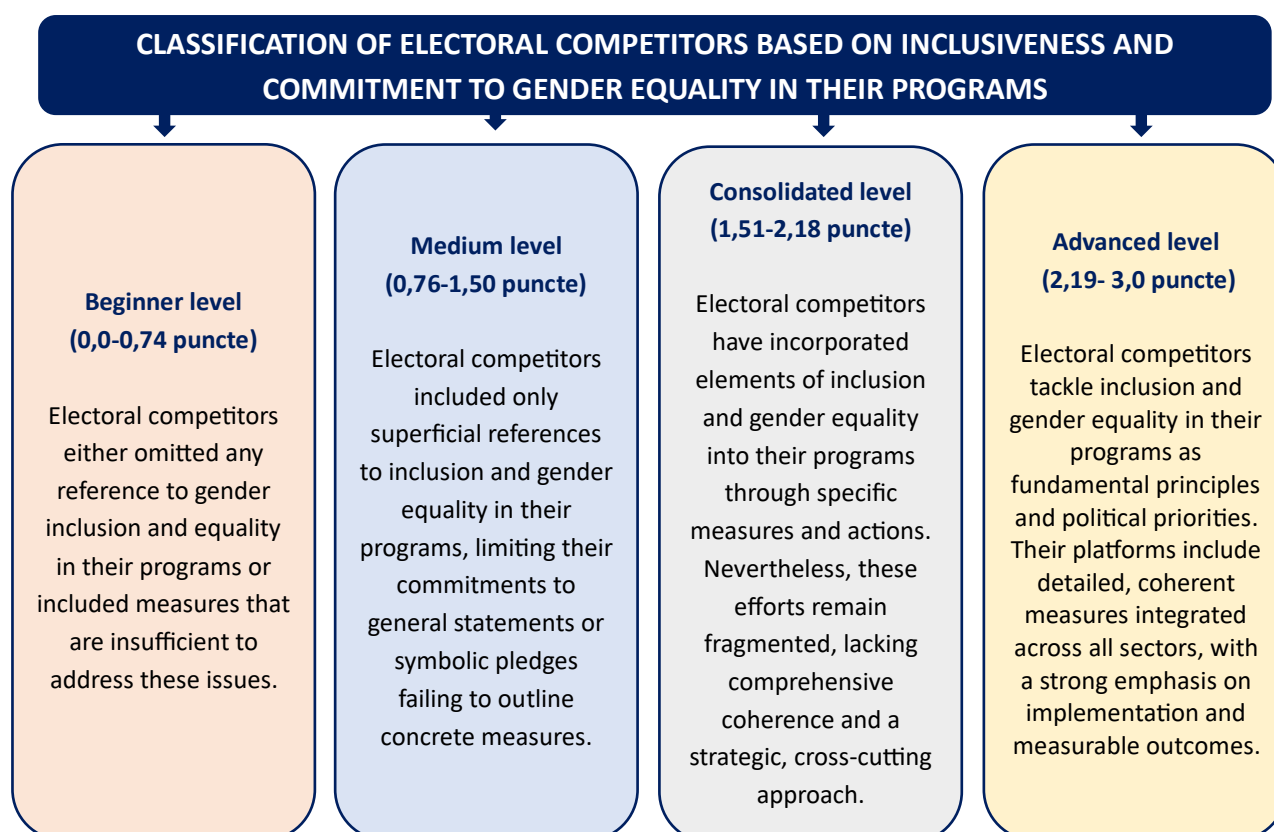 CLASSIFICATION OF ELECTORAL COMPETITORS BASED ON INCLUSIVENESS AND
COMMITMENT TO GENDER EQUALITY IN THEIR PROGRAMS
Beginner level
(0,0-0,74 puncte)
Electoral competitors
either omitted any
reference to gender
inclusion and equality
in their programs or
included measures that
are insufficient to
address these issues.
Medium level
(0,76-1,50 puncte)
Electoral competitors
included only
superficial references
to inclusion and gender
equality in their
programs, limiting their
commitments to
general statements or
symbolic pledges
failing to outline
concrete measures.
Consolidated level
(1,51-2,18 puncte)
Electoral competitors
have incorporated
elements of inclusion
and gender equality
into their programs
through specific
measures and actions.
Nevertheless, these
efforts remain
fragmented, lacking
comprehensive
coherence and a
strategic, cross-cutting
approach.
Advanced level
(2,19- 3,0 puncte)
Electoral competitors
tackle inclusion and
gender equality in their
programs as
fundamental principles
and political priorities.
Their platforms include
detailed, coherent
measures integrated
across all sectors, with
a strong emphasis on
implementation and
measurable outcomes.